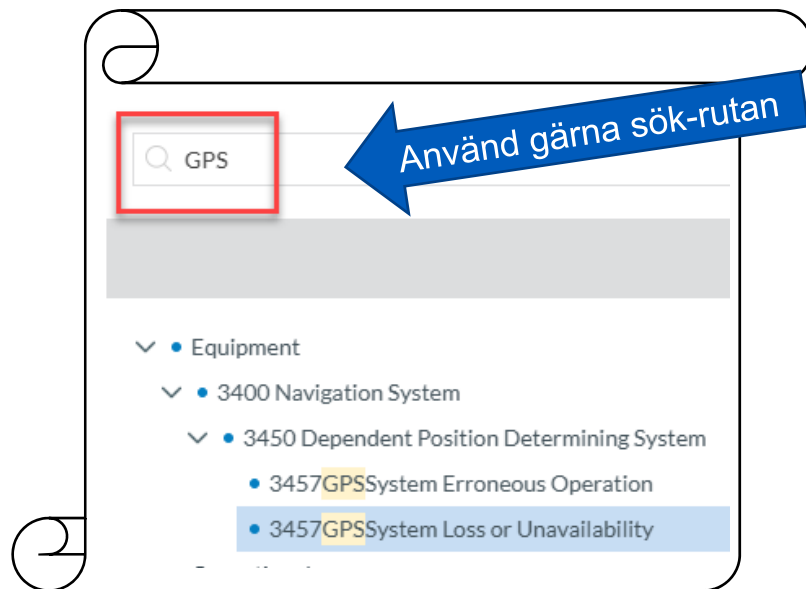 GPS
Använd gärna sök-rutan
Equipment
3400 Navigation System
3450 Dependent Position Determining System
3457GPSSystem Erroneous Operation
3457GPSSystem Loss or Unavailability